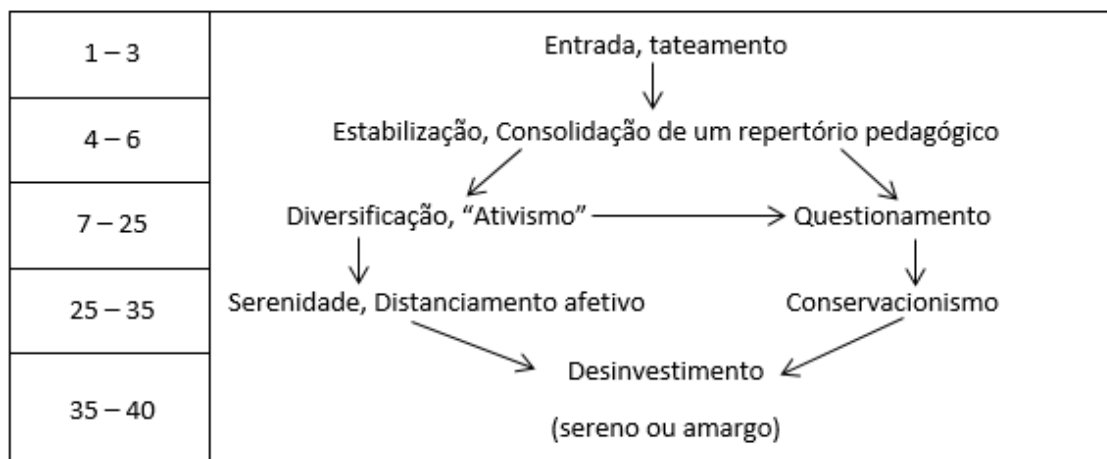 1 – 3
Entrada, tateamento
4 – 6
Estabilização, Consolidação de um repertório pedagógico
7 – 25
Diversificação, “Ativismo”
Questionamento
25 – 35
Serenidade, Distanciamento afetivo
Conservacionismo
35 – 40
Desinvestimento
(sereno ou amargo)